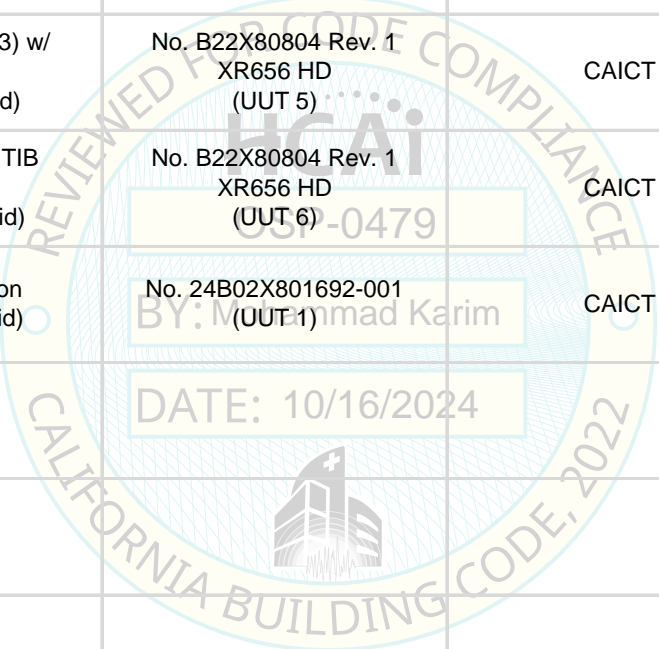 3) w/
d)
No. B22X80804 Rev. 1
XR656 HD
(UUT 5)
CAICT
TIB
id)
No. B22X80804 Rev. 1
XR656 HD
(UUT 6)
CAICT
on
id)
No. 24B02X801692-001
(UUT 1)
CAICT
REVIEWED FOR CODE COMPLIANCE
HCAi
OSP-0479
BY: Mohammad Karim
DATE: 10/16/2024
CALIFORNIA BUILDING CODE, 2022